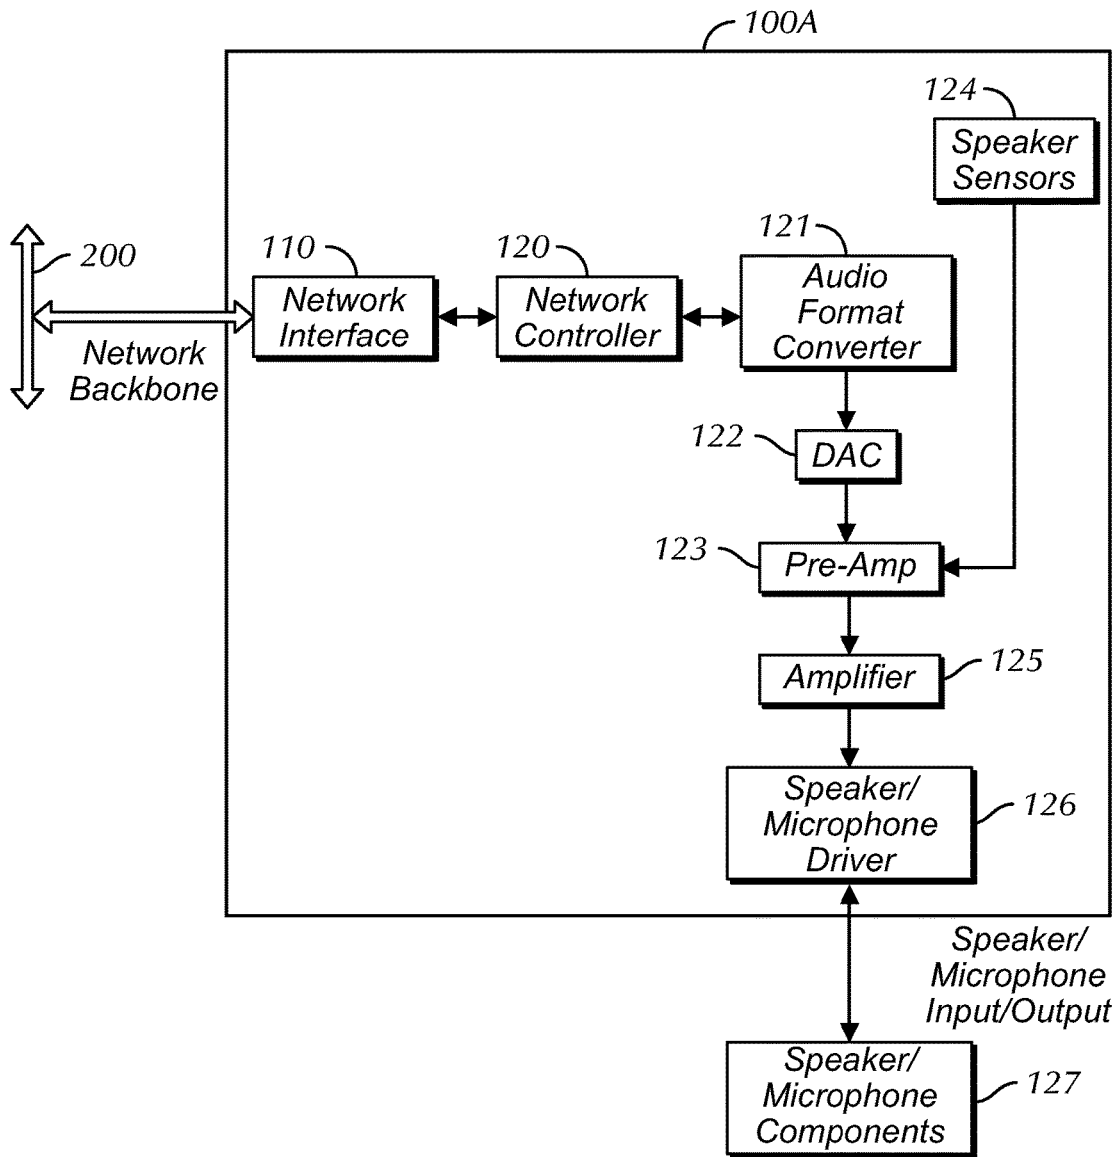 100A
124
Speaker
Sensors
200
110
Network
Interface
120
Network
Controller
121
Audio
Format
Converter
Network
Backbone
122
DAC
123
Pre-Amp
Amplifier
125
Speaker/
Microphone
Driver
126
Speaker/
Microphone
Input/Output
Speaker/
Microphone
Components
127